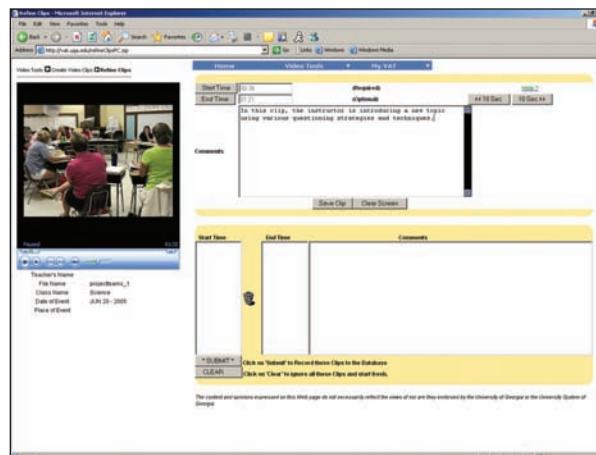 Refine Clips - Microsoft Internet Explorer
File Edit View Favorites Tools Help
Back Search Favorites
Address http://vat.uga.edu/refineClipsPC.jsp Go Links Windows Windows Media
Home Video Tools My VAT
Video Tools Create Video Clips Refine Clips
Start Time (Required)
End Time 01:21 (Optional) << 10 Sec 10 Sec >>
In this clip, the instructor is introducing a new topic
using various questioning strategies and techniques.
Comments
Save Clip Clear Screen
Start Time End Time Comments
Paused
Teacher's Name
File Name projectteams_1
Class Name Science
Date of Event JUN 20 - 2005
Place of Event
* SUBMIT * Click on 'Submit' to Record these Clips to the Database
CLEAR Click on 'Clear' to ignore all these Clips and start fresh.
The content and opinions expressed on this Web page do not necessarily reflect the views of nor are they endorsed by the University of Georgia or the University System of
Georgia.